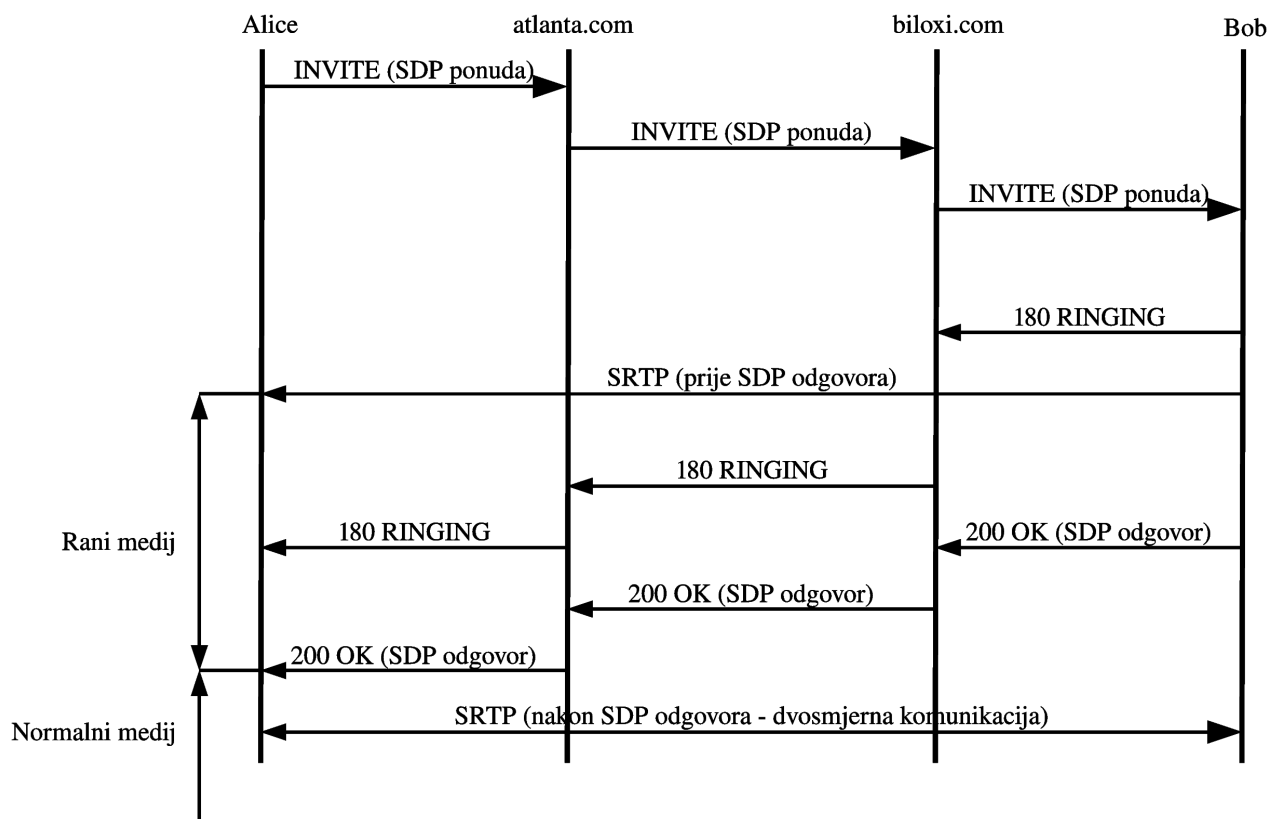 Alice
atlanta.com
biloxi.com
Bob
INVITE (SDP ponuda)
INVITE (SDP ponuda)
INVITE (SDP ponuda)
180 RINGING
SRTP (prije SDP odgovora)
180 RINGING
180 RINGING
200 OK (SDP odgovor)
Rani medij
200 OK (SDP odgovor)
200 OK (SDP odgovor)
SRTP (nakon SDP odgovora - dvosmjerna komunikacija)
Normalni medij